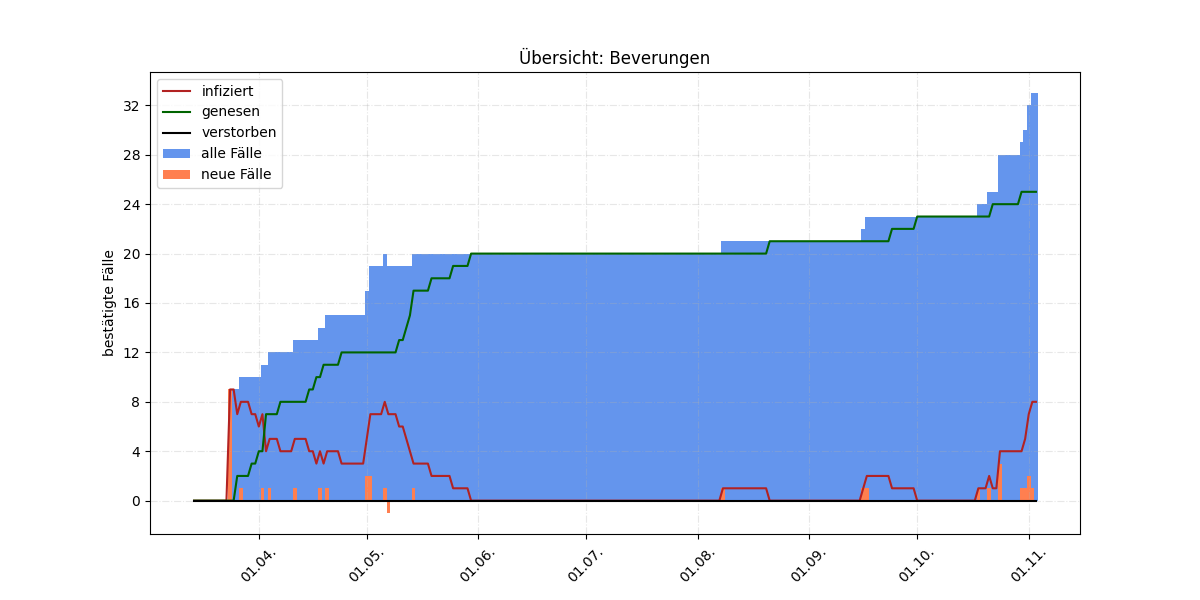 Übersicht: Beverungen
infiziert
genesen
verstorben
alle Fälle
neue Fälle
bestätigte Fälle
32
28
24
20
16
12
8
4
0
01.04.
01.05.
01.06.
01.07.
01.08.
01.09.
01.10.
01.11.